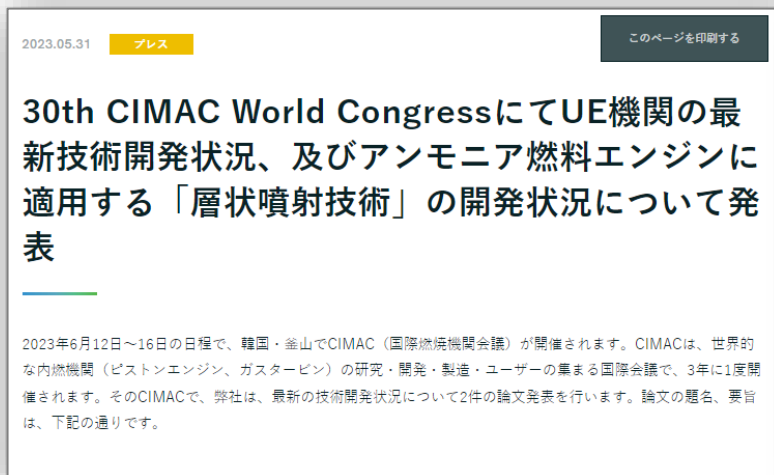 2023.05.31
プレス
このページを印刷する
30th CIMAC World CongressにてUE機関の最
新技術開発状況、及びアンモニア燃料エンジンに
適用する「層状噴射技術」の開発状況について発
表
2023年6月12日～16日の日程で、韓国・釜山でCIMAC（国際燃焼機関会議）が開催されます。CIMACは、世界的
な内燃機関（ピストンエンジン、ガスタービン）の研究・開発・製造・ユーザーの集まる国際会議で、3年に1度開
催されます。そのCIMACで、弊社は、最新の技術開発状況について2件の論文発表を行います。論文の題名、要旨
は、下記の通りです。